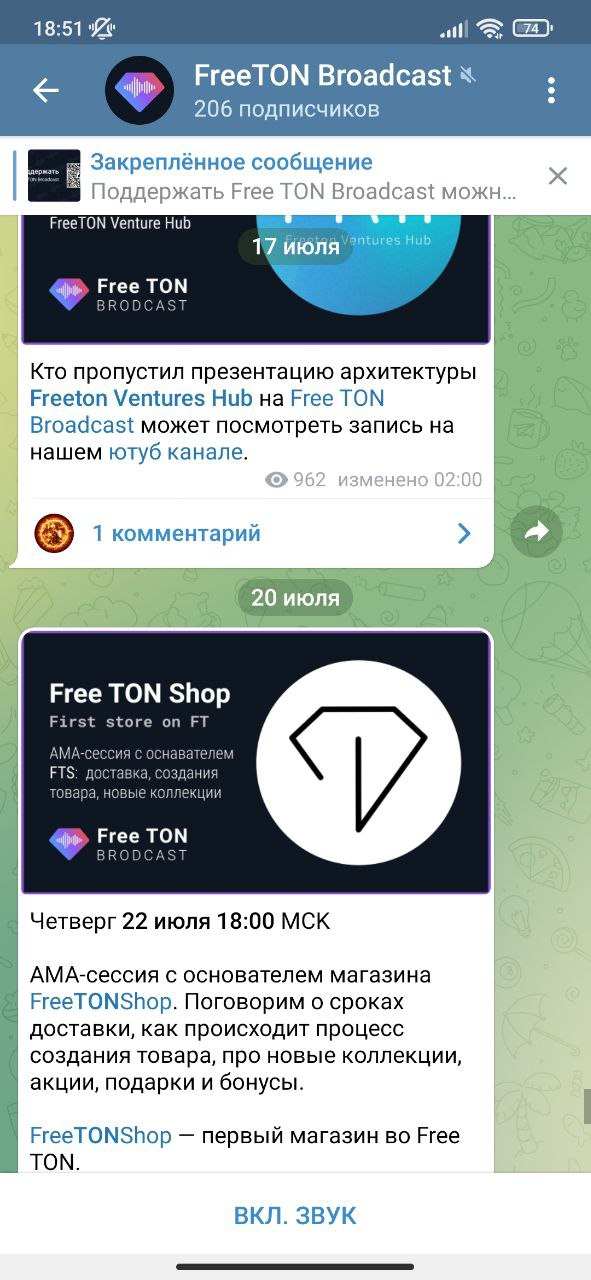 18:51
74
FreeTON Broadcast
206 подписчиков
держать
TON Broadcast
Закреплённое сообщение
Поддержать Free TON Broadcast можн...
FreeTON Venture Hub
17 июля
Freeton Ventures Hub
Free TON
BRODCAST
Кто пропустил презентацию архитектуры
Freeton Ventures Hub на Free TON
Broadcast может посмотреть запись на
нашем ютуб канале.
962 изменено 02:00
1 комментарий
20 июля
Free TON Shop
First store on FT
АМА-сессия с оснавателем
FTS: доставка, создания
товара, новые коллекции
Free TON
BRODCAST
Четверг 22 июля 18:00 МСК
АМА-сессия с основателем магазина
FreeTONShop. Поговорим о сроках
доставки, как происходит процесс
создания товара, про новые коллекции,
акции, подарки и бонусы.
FreeTONShop — первый магазин во Free
TON.
ВКЛ. ЗВУК